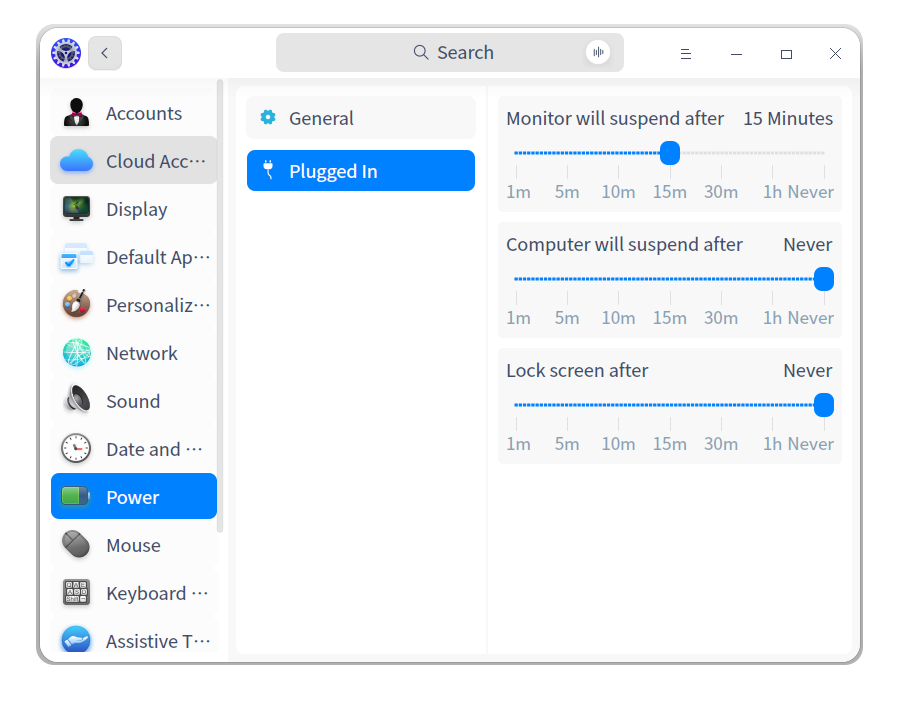 Search
Accounts
Cloud Acc···
Display
Default Ap···
Personaliz···
Network
Sound
Date and ···
Power
Mouse
Keyboard ···
Assistive T···
General
Plugged In
Monitor will suspend after 15 Minutes
1m 5m 10m 15m 30m 1h Never
Computer will suspend after Never
1m 5m 10m 15m 30m 1h Never
Lock screen after Never
1m 5m 10m 15m 30m 1h Never